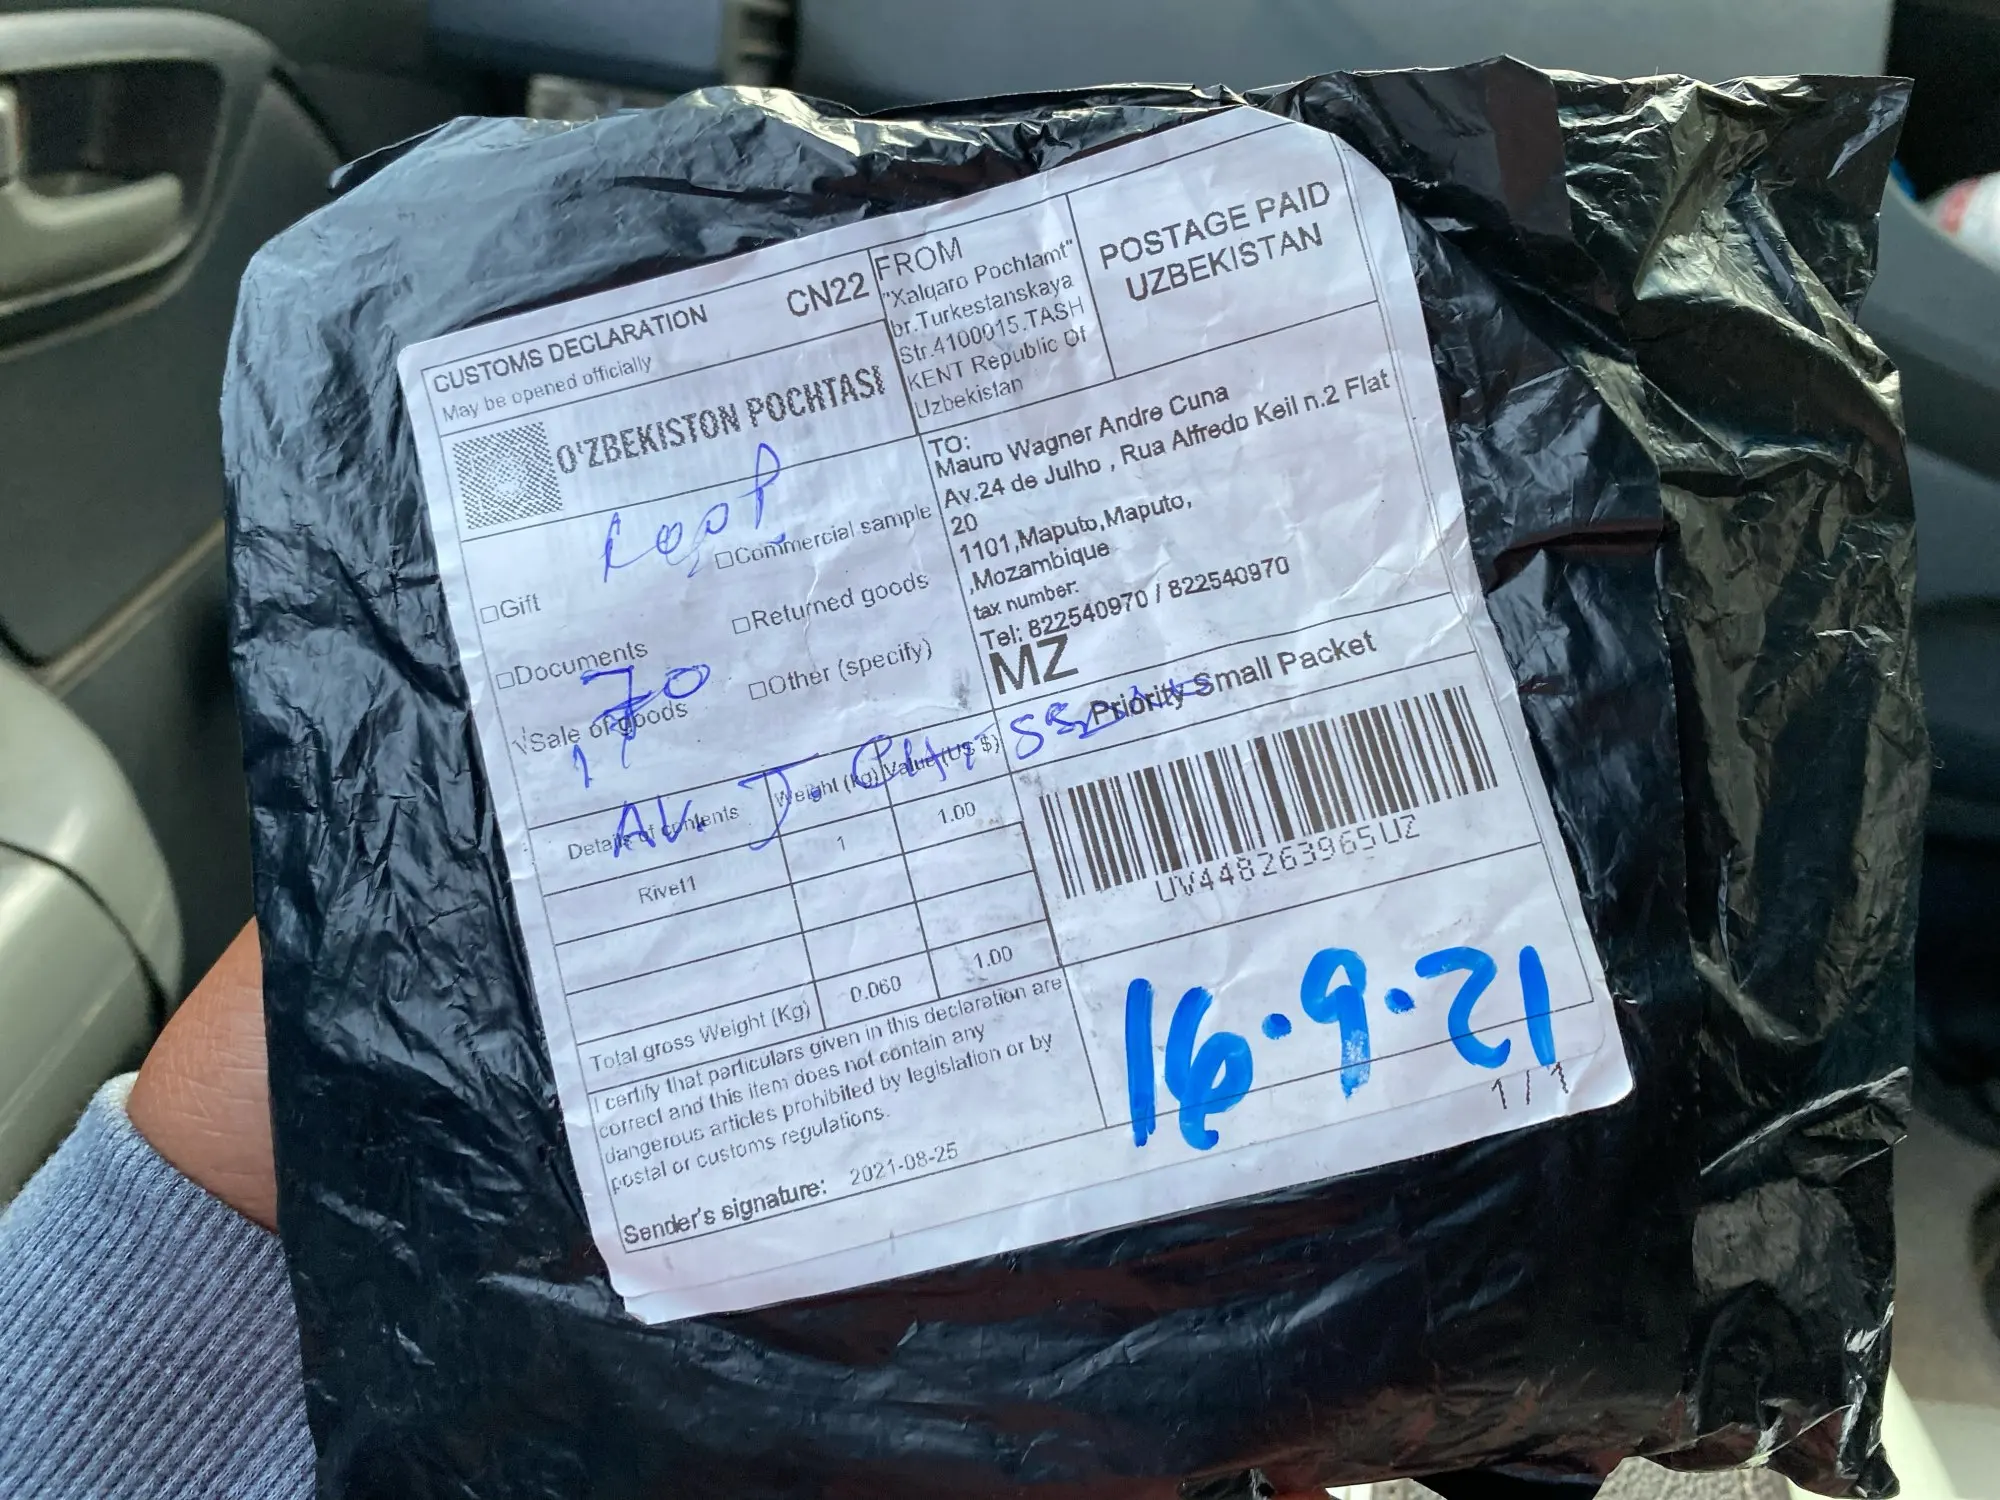 CUSTOMS DECLARATION
May be opened officially
CN22
O'ZBEKISTON POCHTASI
FROM
"Xalqaro Pochtamt"
br.Turkestanskaya
Str.4100015.TASH
KENT Republic Of
Uzbekistan
POSTAGE PAID
UZBEKISTAN
TO:
Mauro Wagner Andre Cuna
Av.24 de Julho , Rua Alfredo Keil n.2 Flat
20
1101,Maputo,Maputo,
,Mozambique
tax number:
Tel: 822540970 / 822540970
MZ
□Gift
□Commercial sample
□Documents
□Returned goods
√Sale of goods
□Other (specify)
70
AV. J.
Priority Small Packet
Details of contents
Weight (Kg)
Value (US $)
Rivet1
1
1.00
Total gross Weight (Kg)
0.060
1.00
UV448263965UZ
I certify that particulars given in this declaration are
correct and this item does not contain any
dangerous articles prohibited by legislation or by
postal or customs regulations.
Sender's signature: 2021-08-25
16.9.21
1 / 1